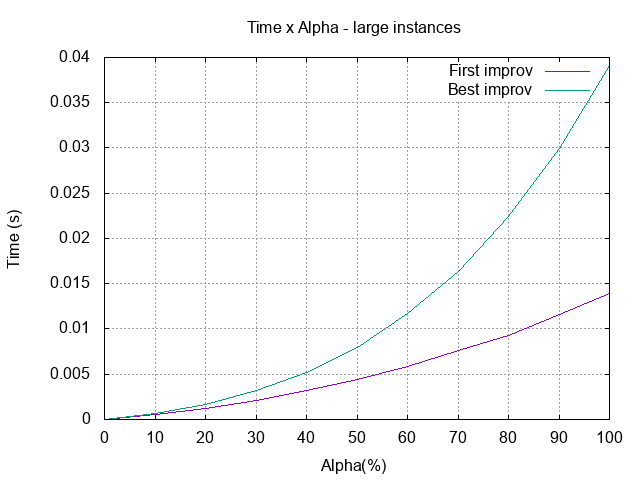 Time x Alpha - large instances
First improv
Best improv
0.04
0.035
0.03
0.025
0.02
0.015
0.01
0.005
0
Time (s)
0 10 20 30 40 50 60 70 80 90 100
Alpha(%)